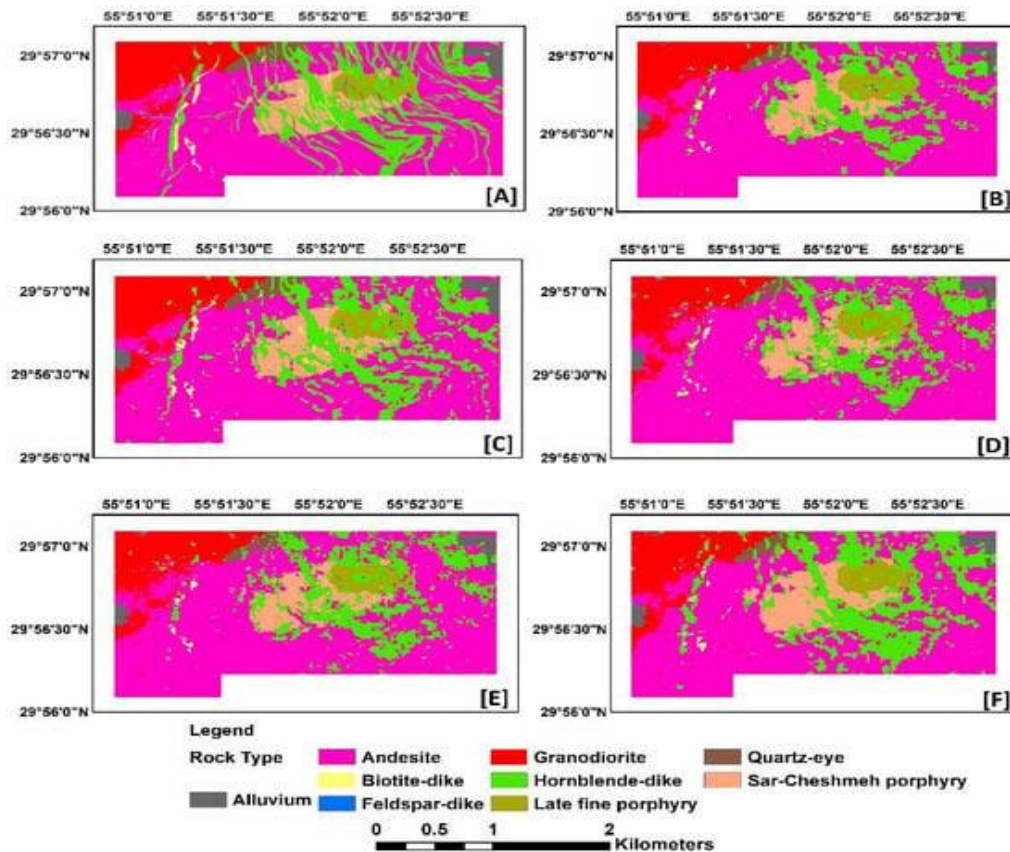 55°51'0"E 55°51'30"E 55°52'0"E 55°52'30"E
55°51'0"E 55°51'30"E 55°52'0"E 55°52'30"E
29°57'0"N
29°56'30"N
29°56'0"N
[A]
29°57'0"N
29°56'30"N
29°56'0"N
[B]
55°51'0"E 55°51'30"E 55°52'0"E 55°52'30"E
55°51'0"E 55°51'30"E 55°52'0"E 55°52'30"E
29°57'0"N
29°56'30"N
29°56'0"N
[C]
29°57'0"N
29°56'30"N
29°56'0"N
[D]
55°51'0"E 55°51'30"E 55°52'0"E 55°52'30"E
55°51'0"E 55°51'30"E 55°52'0"E 55°52'30"E
29°57'0"N
29°56'30"N
29°56'0"N
[E]
29°57'0"N
29°56'30"N
29°56'0"N
[F]
Legend
Rock Type
Alluvium
Andesite
Biotite-dike
Feldspar-dike
Granodiorite
Hornblende-dike
Late fine porphyry
Quartz-eye
Sar-Cheshmeh porphyry
0 0.5 1 2
Kilometers